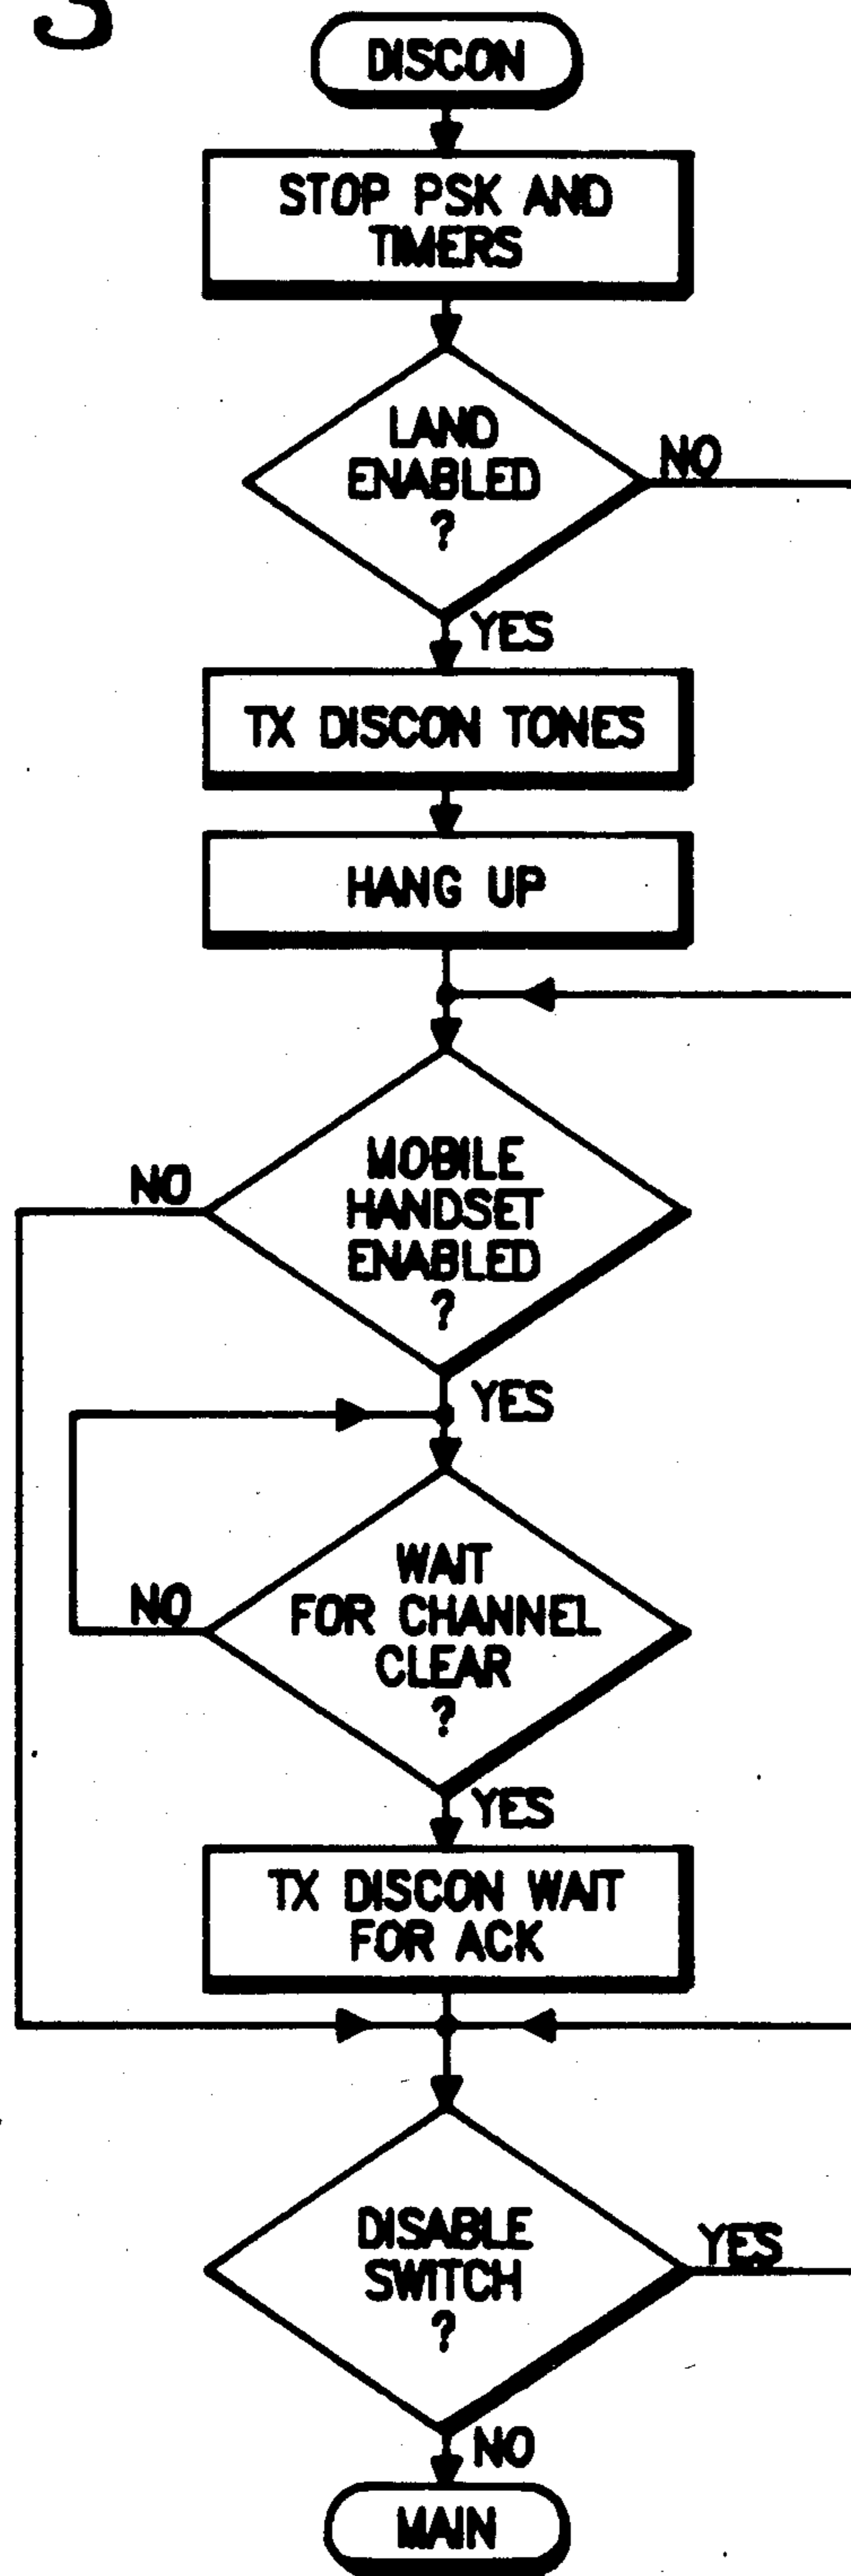 DISCON
STOP PSK AND
TIMERS
LAND
ENABLED
?
NO
YES
TX DISCON TONES
HANG UP
MOBILE
HANDSET
ENABLED
?
NO
YES
WAIT
FOR CHANNEL
CLEAR
?
NO
YES
TX DISCON WAIT
FOR ACK
DISABLE
SWITCH
?
YES
NO
MAIN